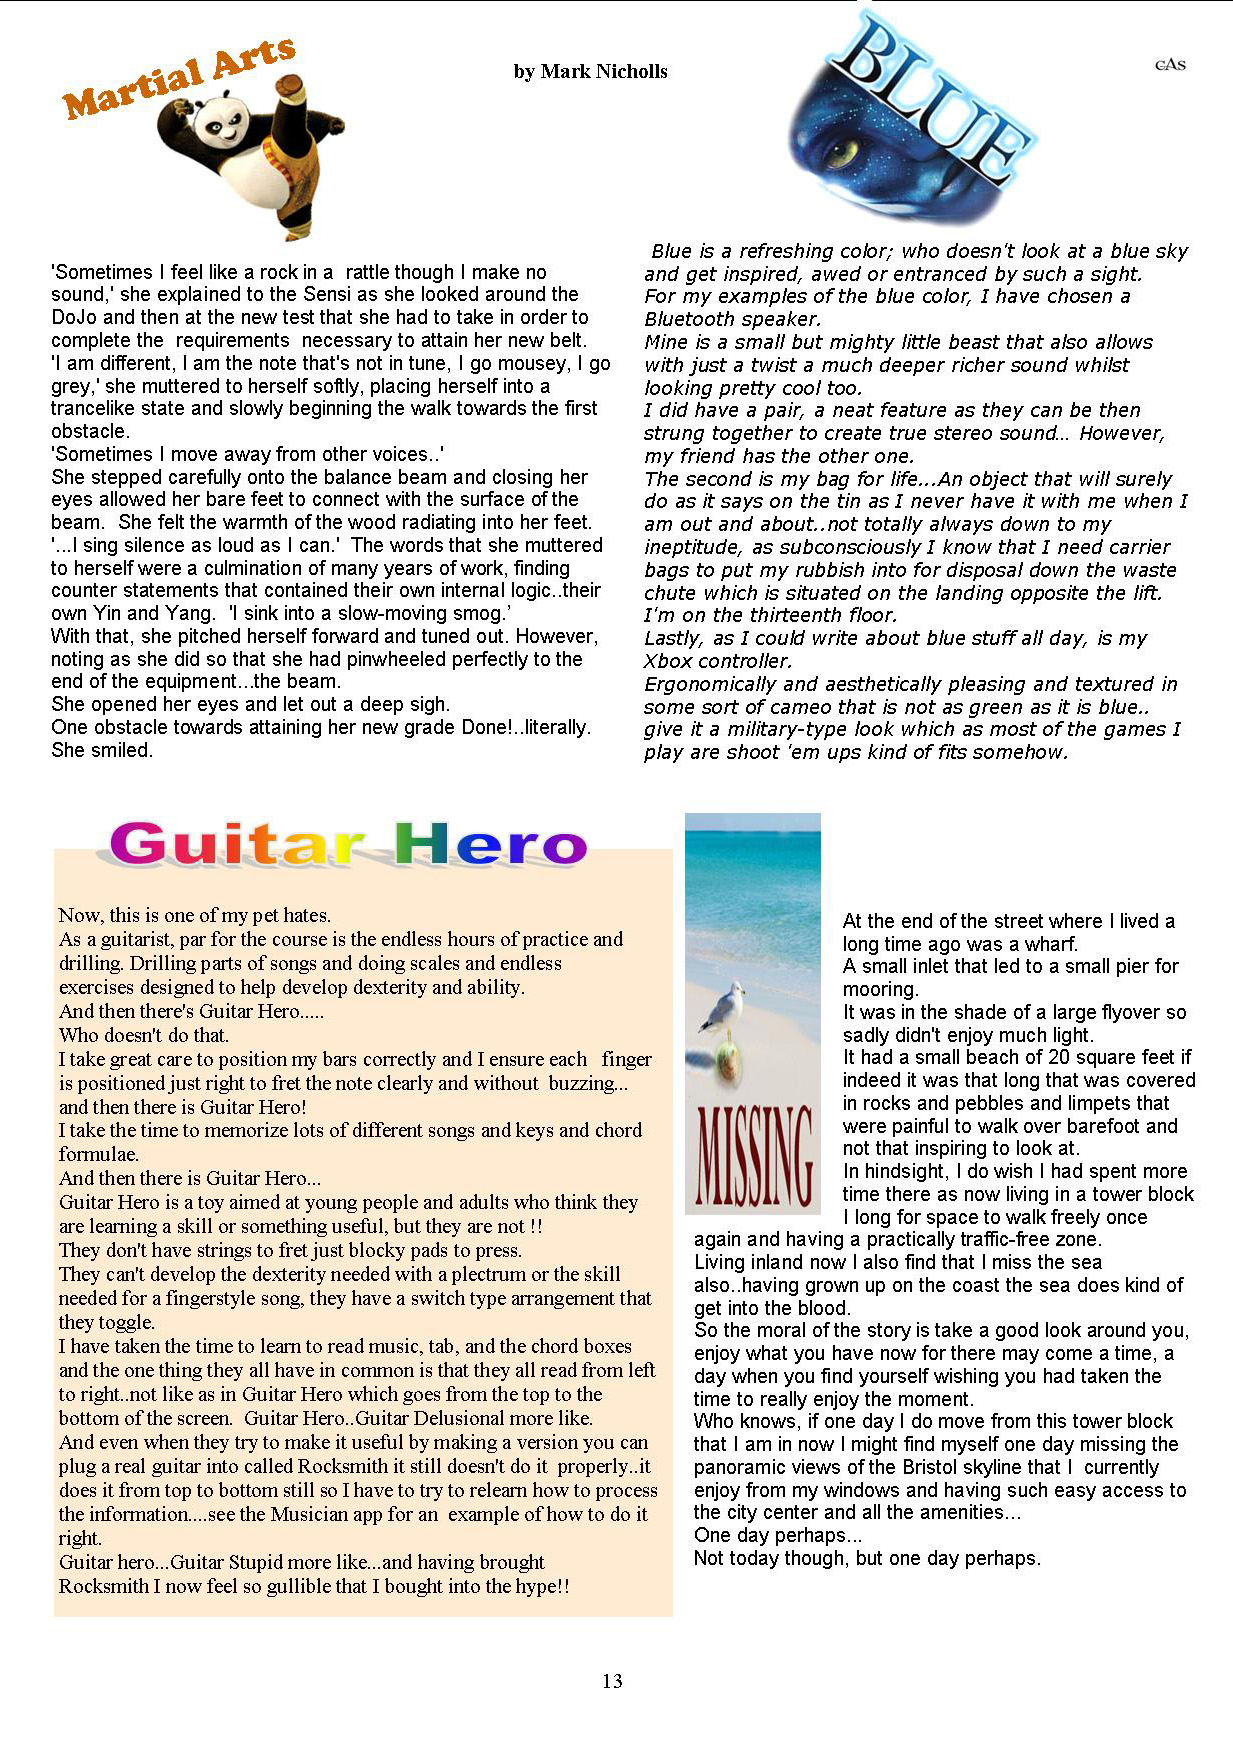 Martial Arts
by Mark Nicholls
BLUE
cAs
'Sometimes I feel like a rock in a rattle though I make no
sound,' she explained to the Sensi as she looked around the
DoJo and then at the new test that she had to take in order to
complete the requirements necessary to attain her new belt.
'I am different, I am the note that's not in tune, I go mousey, I go
grey,' she muttered to herself softly, placing herself into a
trancelike state and slowly beginning the walk towards the first
obstacle.
'Sometimes I move away from other voices..'
She stepped carefully onto the balance beam and closing her
eyes allowed her bare feet to connect with the surface of the
beam. She felt the warmth of the wood radiating into her feet.
'...I sing silence as loud as I can.' The words that she muttered
to herself were a culmination of many years of work, finding
counter statements that contained their own internal logic..their
own Yin and Yang. 'I sink into a slow-moving smog.’
With that, she pitched herself forward and tuned out. However,
noting as she did so that she had pinwheeled perfectly to the
end of the equipment...the beam.
She opened her eyes and let out a deep sigh.
One obstacle towards attaining her new grade Done!..literally.
She smiled.
Blue is a refreshing color; who doesn't look at a blue sky
and get inspired, awed or entranced by such a sight.
For my examples of the blue color, I have chosen a
Bluetooth speaker.
Mine is a small but mighty little beast that also allows
with just a twist a much deeper richer sound whilst
looking pretty cool too.
I did have a pair, a neat feature as they can be then
strung together to create true stereo sound... However,
my friend has the other one.
The second is my bag for life...An object that will surely
do as it says on the tin as I never have it with me when I
am out and about..not totally always down to my
ineptitude, as subconsciously I know that I need carrier
bags to put my rubbish into for disposal down the waste
chute which is situated on the landing opposite the lift.
I'm on the thirteenth floor.
Lastly, as I could write about blue stuff all day, is my
Xbox controller.
Ergonomically and aesthetically pleasing and textured in
some sort of cameo that is not as green as it is blue..
give it a military-type look which as most of the games I
play are shoot 'em ups kind of fits somehow.
Guitar Hero
Now, this is one of my pet hates.
As a guitarist, par for the course is the endless hours of practice and
drilling. Drilling parts of songs and doing scales and endless
exercises designed to help develop dexterity and ability.
And then there's Guitar Hero.....
Who doesn't do that.
I take great care to position my bars correctly and I ensure each finger
is positioned just right to fret the note clearly and without buzzing...
and then there is Guitar Hero!
I take the time to memorize lots of different songs and keys and chord
formulae.
And then there is Guitar Hero...
Guitar Hero is a toy aimed at young people and adults who think they
are learning a skill or something useful, but they are not !!
They don't have strings to fret just blocky pads to press.
They can't develop the dexterity needed with a plectrum or the skill
needed for a fingerstyle song, they have a switch type arrangement that
they toggle.
I have taken the time to learn to read music, tab, and the chord boxes
and the one thing they all have in common is that they all read from left
to right..not like as in Guitar Hero which goes from the top to the
bottom of the screen. Guitar Hero..Guitar Delusional more like.
And even when they try to make it useful by making a version you can
plug a real guitar into called Rocksmith it still doesn't do it properly..it
does it from top to bottom still so I have to try to relearn how to process
the information....see the Musician app for an example of how to do it
right.
Guitar hero...Guitar Stupid more like...and having brought
Rocksmith I now feel so gullible that I bought into the hype!!
MISSING
At the end of the street where I lived a
long time ago was a wharf.
A small inlet that led to a small pier for
mooring.
It was in the shade of a large flyover so
sadly didn't enjoy much light.
It had a small beach of 20 square feet if
indeed it was that long that was covered
in rocks and pebbles and limpets that
were painful to walk over barefoot and
not that inspiring to look at.
In hindsight, I do wish I had spent more
time there as now living in a tower block
I long for space to walk freely once
again and having a practically traffic-free zone.
Living inland now I also find that I miss the sea
also..having grown up on the coast the sea does kind of
get into the blood.
So the moral of the story is take a good look around you,
enjoy what you have now for there may come a time, a
day when you find yourself wishing you had taken the
time to really enjoy the moment.
Who knows, if one day I do move from this tower block
that I am in now I might find myself one day missing the
panoramic views of the Bristol skyline that I currently
enjoy from my windows and having such easy access to
the city center and all the amenities...
One day perhaps...
Not today though, but one day perhaps.
13